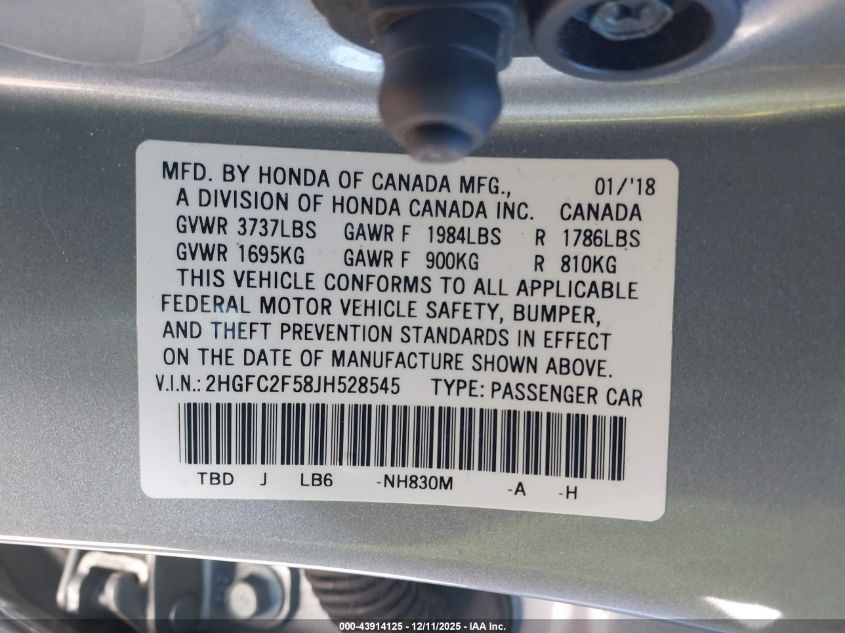 MFD. BY HONDA OF CANADA MFG., 01/'18
A DIVISION OF HONDA CANADA INC. CANADA
GVWR 3737LBS GAWR F 1984LBS R 1786LBS
GVWR 1695KG GAWR F 900KG R 810KG
THIS VEHICLE CONFORMS TO ALL APPLICABLE
FEDERAL MOTOR VEHICLE SAFETY, BUMPER,
AND THEFT PREVENTION STANDARDS IN EFFECT
ON THE DATE OF MANUFACTURE SHOWN ABOVE.
V.I.N.: 2HGFC2F58JH528545 TYPE: PASSENGER CAR
TBD J LB6 -NH830M -A -H
000-43914125 - 12/11/2025 - IAA Inc.